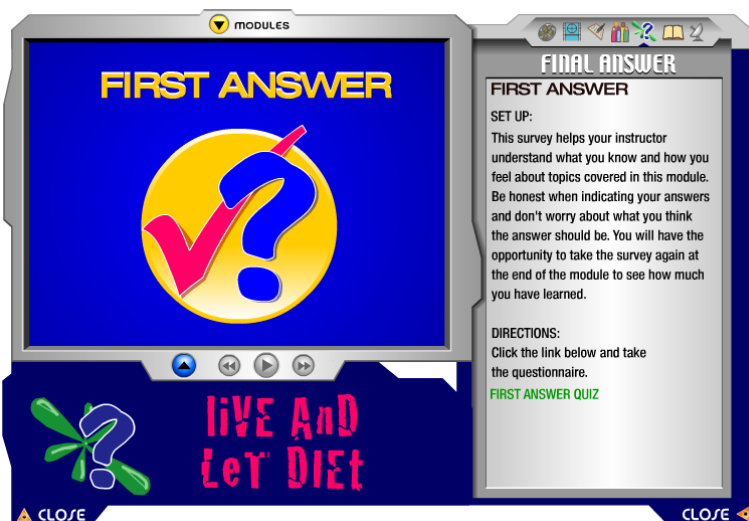 MODULES
FIRST ANSWER
FINAL ANSWER
FIRST ANSWER
SET UP:
This survey helps your instructor
understand what you know and how you
feel about topics covered in this module.
Be honest when indicating your answers
and don't worry about what you think
the answer should be. You will have the
opportunity to take the survey again at
the end of the module to see how much
you have learned.
DIRECTIONS:
Click the link below and take
the questionnaire.
FIRST ANSWER QUIZ
liVE AnD
LeT DIEt
CLOSE
CLOSE